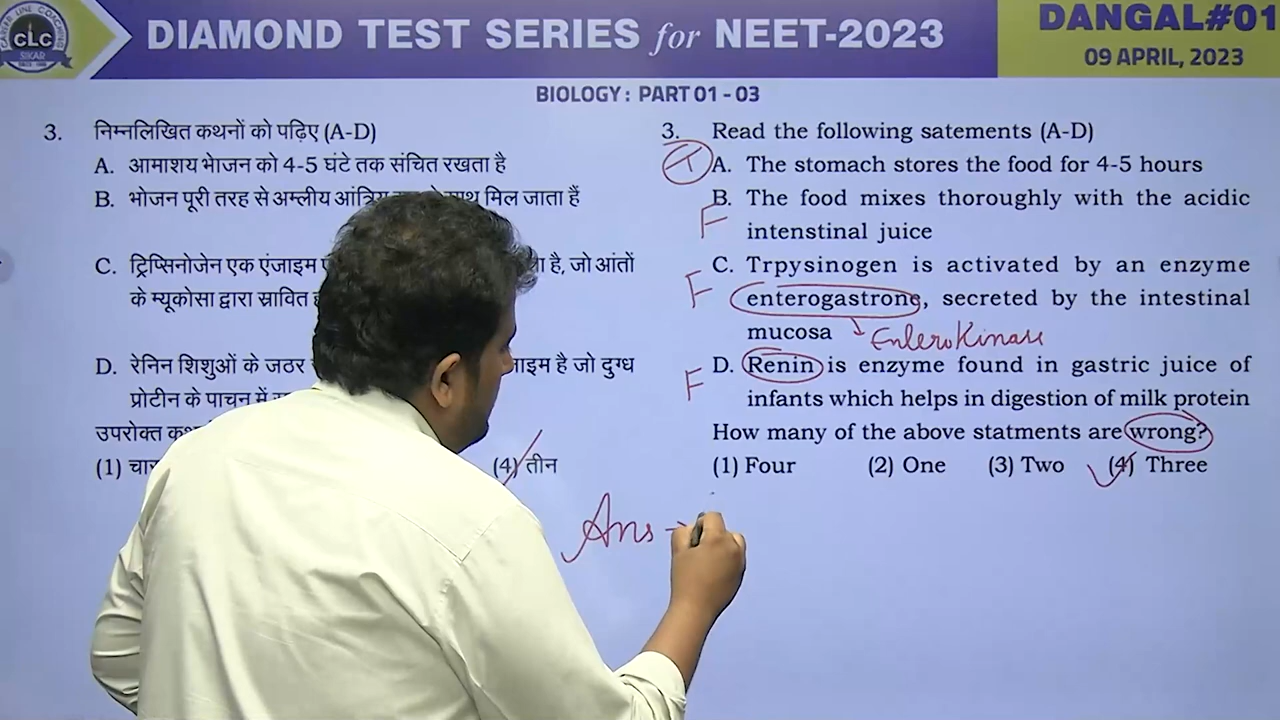 CAREER LINE COACHING
CLC
SIKAR
DIAMOND TEST SERIES for NEET-2023
DANGAL#01
09 APRIL, 2023
BIOLOGY : PART 01 - 03
3. निम्नलिखित कथनों को पढ़िए (A-D)
A. आमाशय भेाजन को 4-5 घंटे तक संचित रखता है
B. भोजन पूरी तरह से अम्लीय आंत्रिय मिल जाता हैं
C. ट्रिप्सिनोजेन एक एंजाइम है, जो आंतों
के म्यूकोसा द्वारा स्रावित
D. रेनिन शिशुओं के जठर है जो दुग्ध
प्रोटीन के पाचन में
उपरोक्त
(1) (4) तीन
3. Read the following satements (A-D)
T A. The stomach stores the food for 4-5 hours
F B. The food mixes thoroughly with the acidic
intenstinal juice
F C. Trpysinogen is activated by an enzyme
enterogastrone, secreted by the intestinal
mucosa Enterokinase
F D. Renin is enzyme found in gastric juice of
infants which helps in digestion of milk protein
How many of the above statments are wrong?
(1) Four (2) One (3) Two (4) Three
Ans